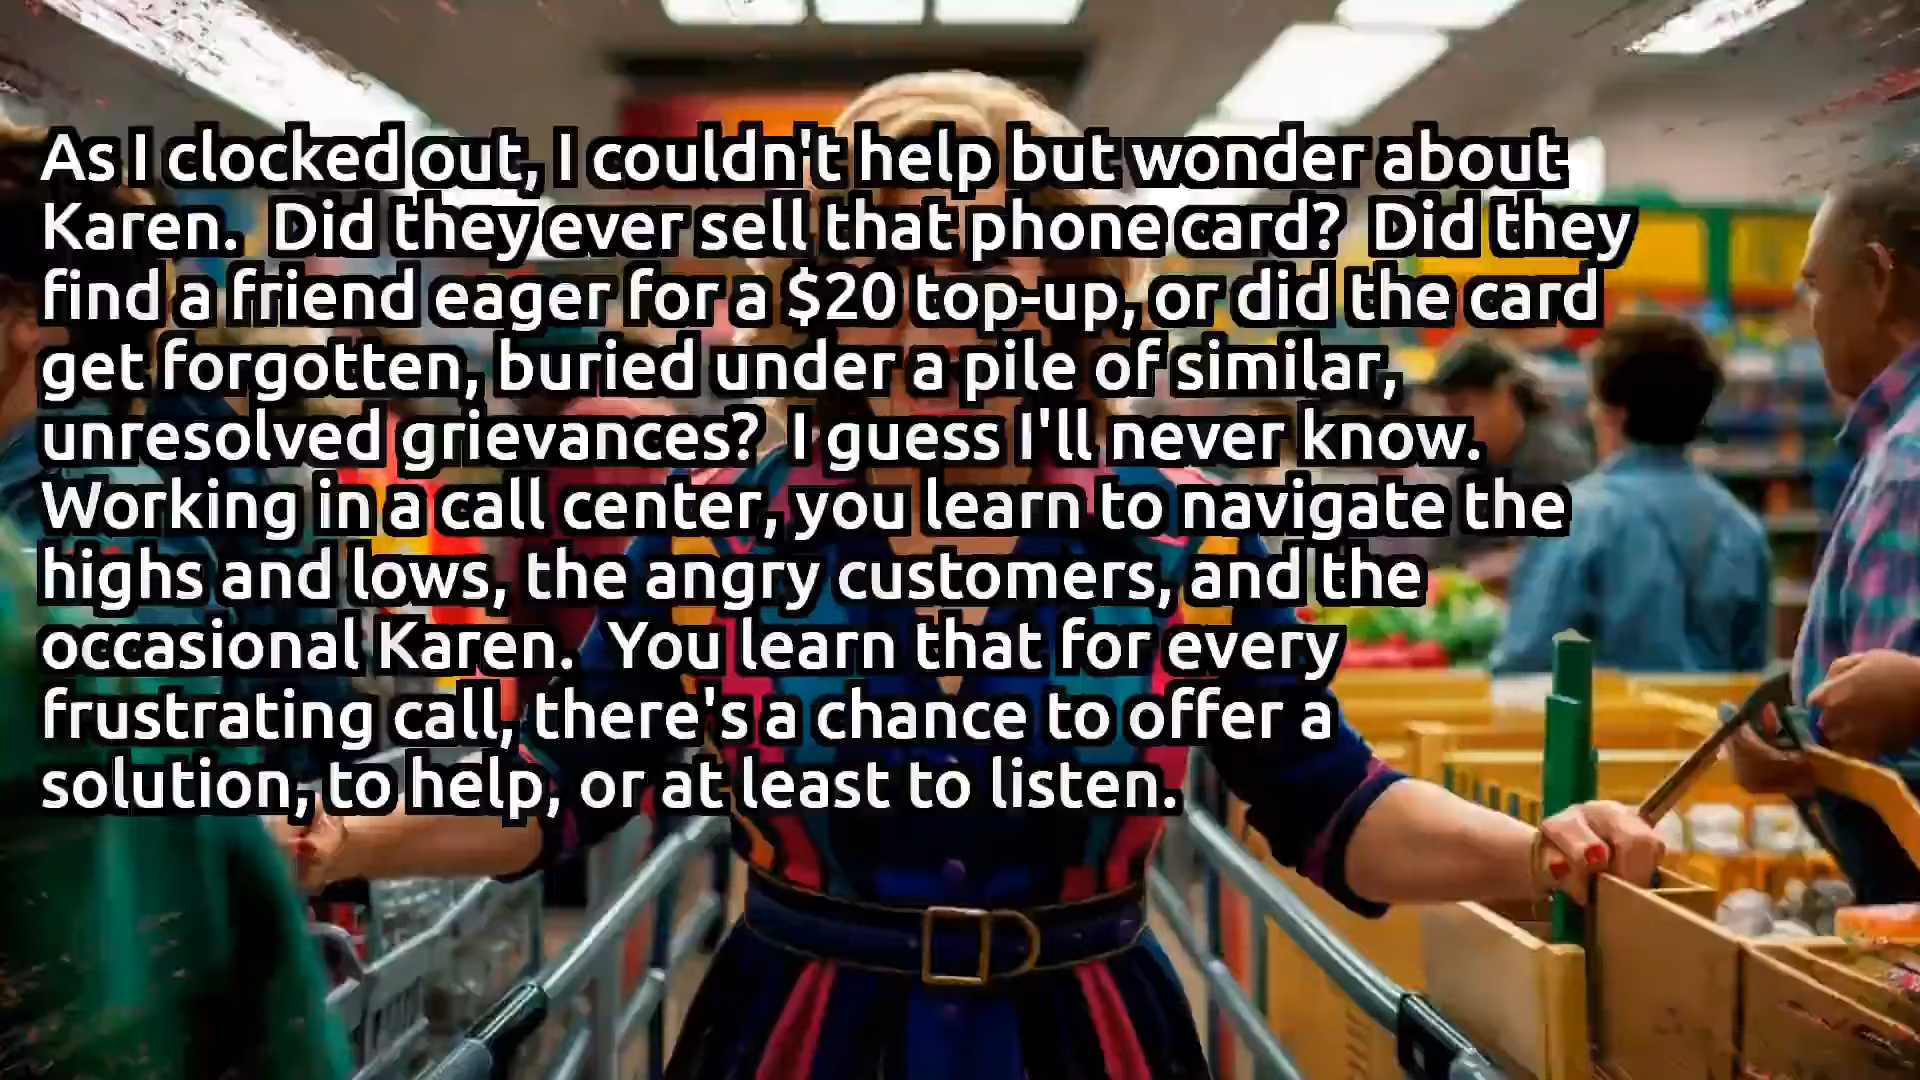 As I clocked out, I couldn't help but wonder about
Karen.  Did they ever sell that phone card?  Did they
find a friend eager for a $20 top-up, or did the card
get forgotten, buried under a pile of similar,
unresolved grievances?  I guess I'll never know.
Working in a call center, you learn to navigate the
highs and lows, the angry customers, and the
occasional Karen.  You learn that for every
frustrating call, there's a chance to offer a
solution, to help, or at least to listen.